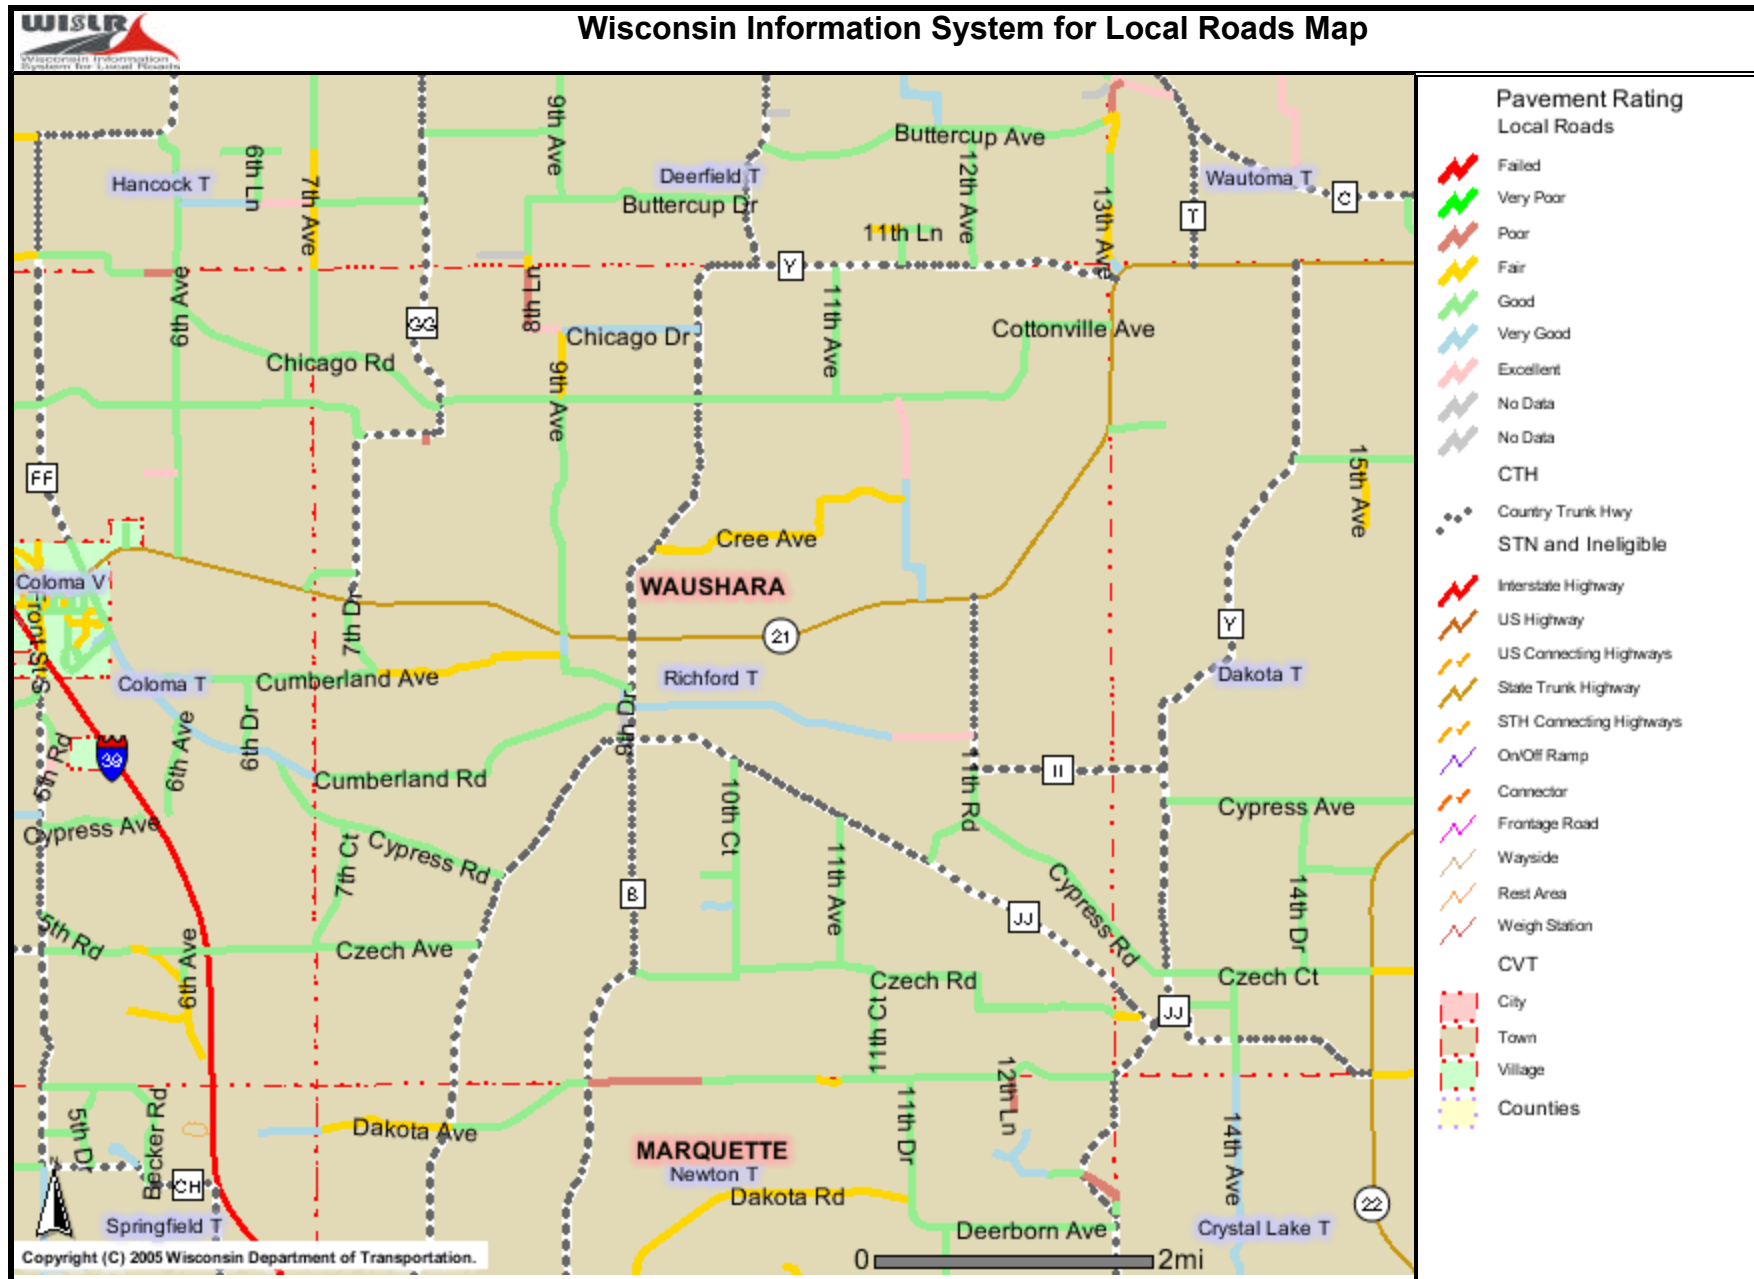 WISLR
Wisconsin Information
System for Local Roads
Wisconsin Information System for Local Roads Map
9th Ave
Buttercup Ave
6th Ln
Hancock T
7th Ave
Deerfield T
12th Ave
Wautoma T
13th Ave
C
Buttercup Dr
T
11th Ln
Y
6th Ave
8th Ln
11th Ave
GG
Chicago Dr
Cottonville Ave
Chicago Rd
9th Ave
FF
15th Ave
Cree Ave
Coloma V
WAUSHARA
Front St S
7th Dr
21
Y
Coloma T
Cumberland Ave
Richford T
Dakota T
6th Ave
6th Dr
9th Dr
5th Rd
39
Cumberland Rd
10th Ct
11th Rd
II
Cypress Ave
Cypress Ave
7th Ct
Cypress Rd
11th Ave
B
Cypress Rd
14th Dr
JJ
5th Rd
6th Ave
Czech Ave
Czech Rd
Czech Ct
11th Ct
JJ
12th Ln
5th Dr
Becker Rd
Dakota Ave
11th Dr
14th Ave
MARQUETTE
Newton T
CH
Dakota Rd
22
Springfield T
Deerborn Ave
Crystal Lake T
Copyright (C) 2005 Wisconsin Department of Transportation.
0
2mi
Pavement Rating
Local Roads
Failed
Very Poor
Poor
Fair
Good
Very Good
Excellent
No Data
No Data
CTH
Country Trunk Hwy
STN and Ineligible
Interstate Highway
US Highway
US Connecting Highways
State Trunk Highway
STH Connecting Highways
On/Off Ramp
Connector
Frontage Road
Wayside
Rest Area
Weigh Station
CVT
City
Town
Village
Counties